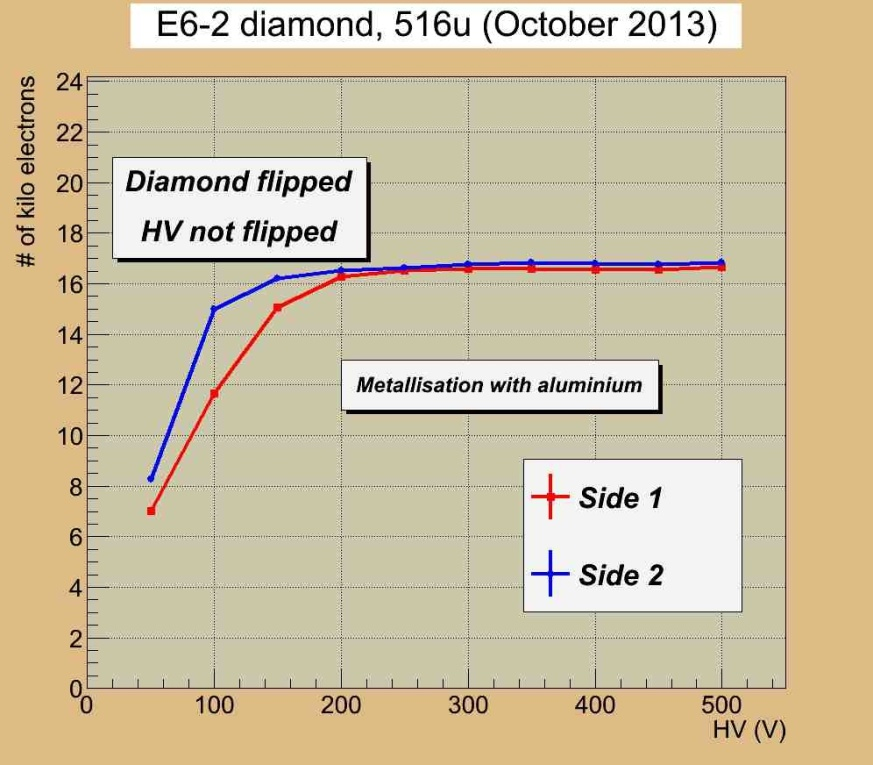 E6-2 diamond, 516u (October 2013)
# of kilo electrons
24
22
20
18
16
14
12
10
8
6
4
2
0
Diamond flipped
HV not flipped
Metallisation with aluminium
Side 1
Side 2
0 100 200 300 400 500
HV (V)